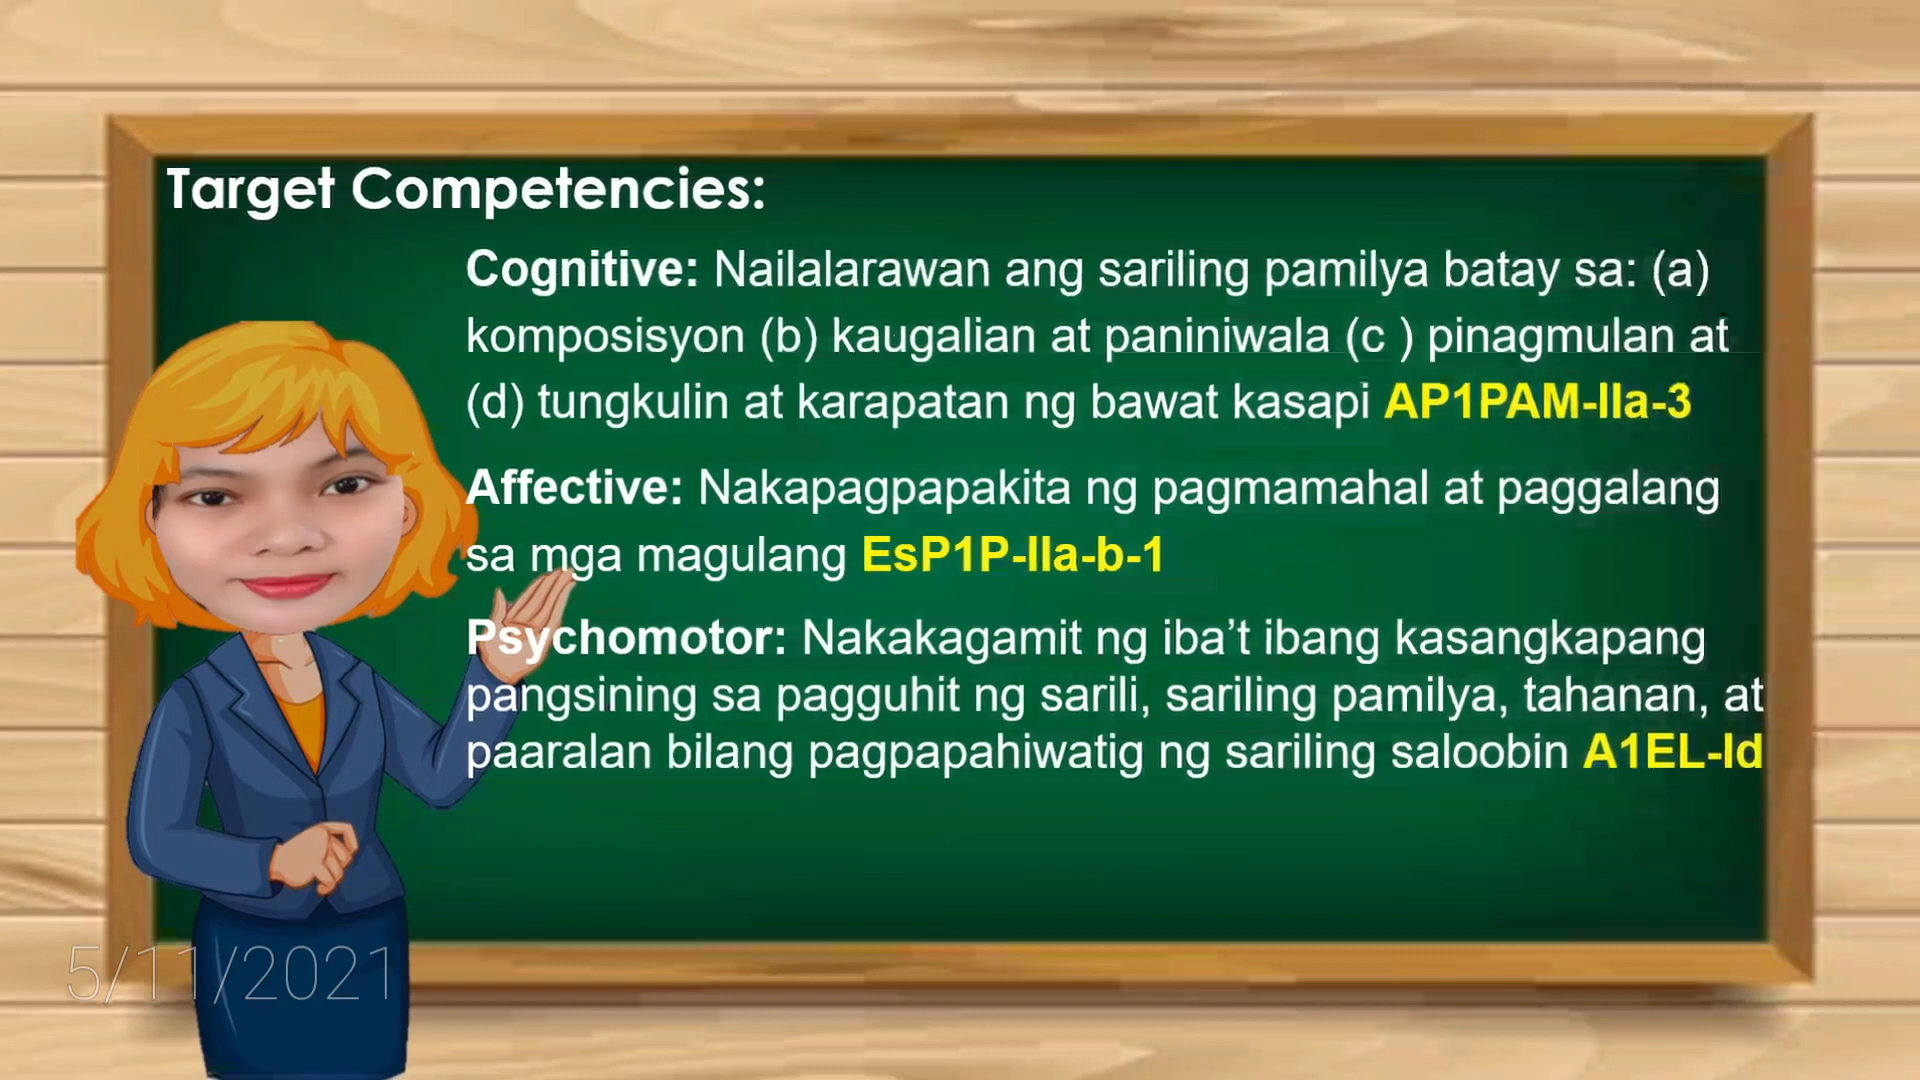 Target Competencies:
Cognitive: Nailalarawan ang sariling pamilya batay sa: (a)
komposisyon (b) kaugalian at paniniwala (c ) pinagmulan at
(d) tungkulin at karapatan ng bawat kasapi AP1PAM-IIa-3
Affective: Nakapagpapakita ng pagmamahal at paggalang
sa mga magulang EsP1P-IIa-b-1
Psychomotor: Nakakagamit ng iba’t ibang kasangkapang
pangsining sa pagguhit ng sarili, sariling pamilya, tahanan, at
paaralan bilang pagpapahiwatig ng sariling saloobin A1EL-Id
5/11/2021